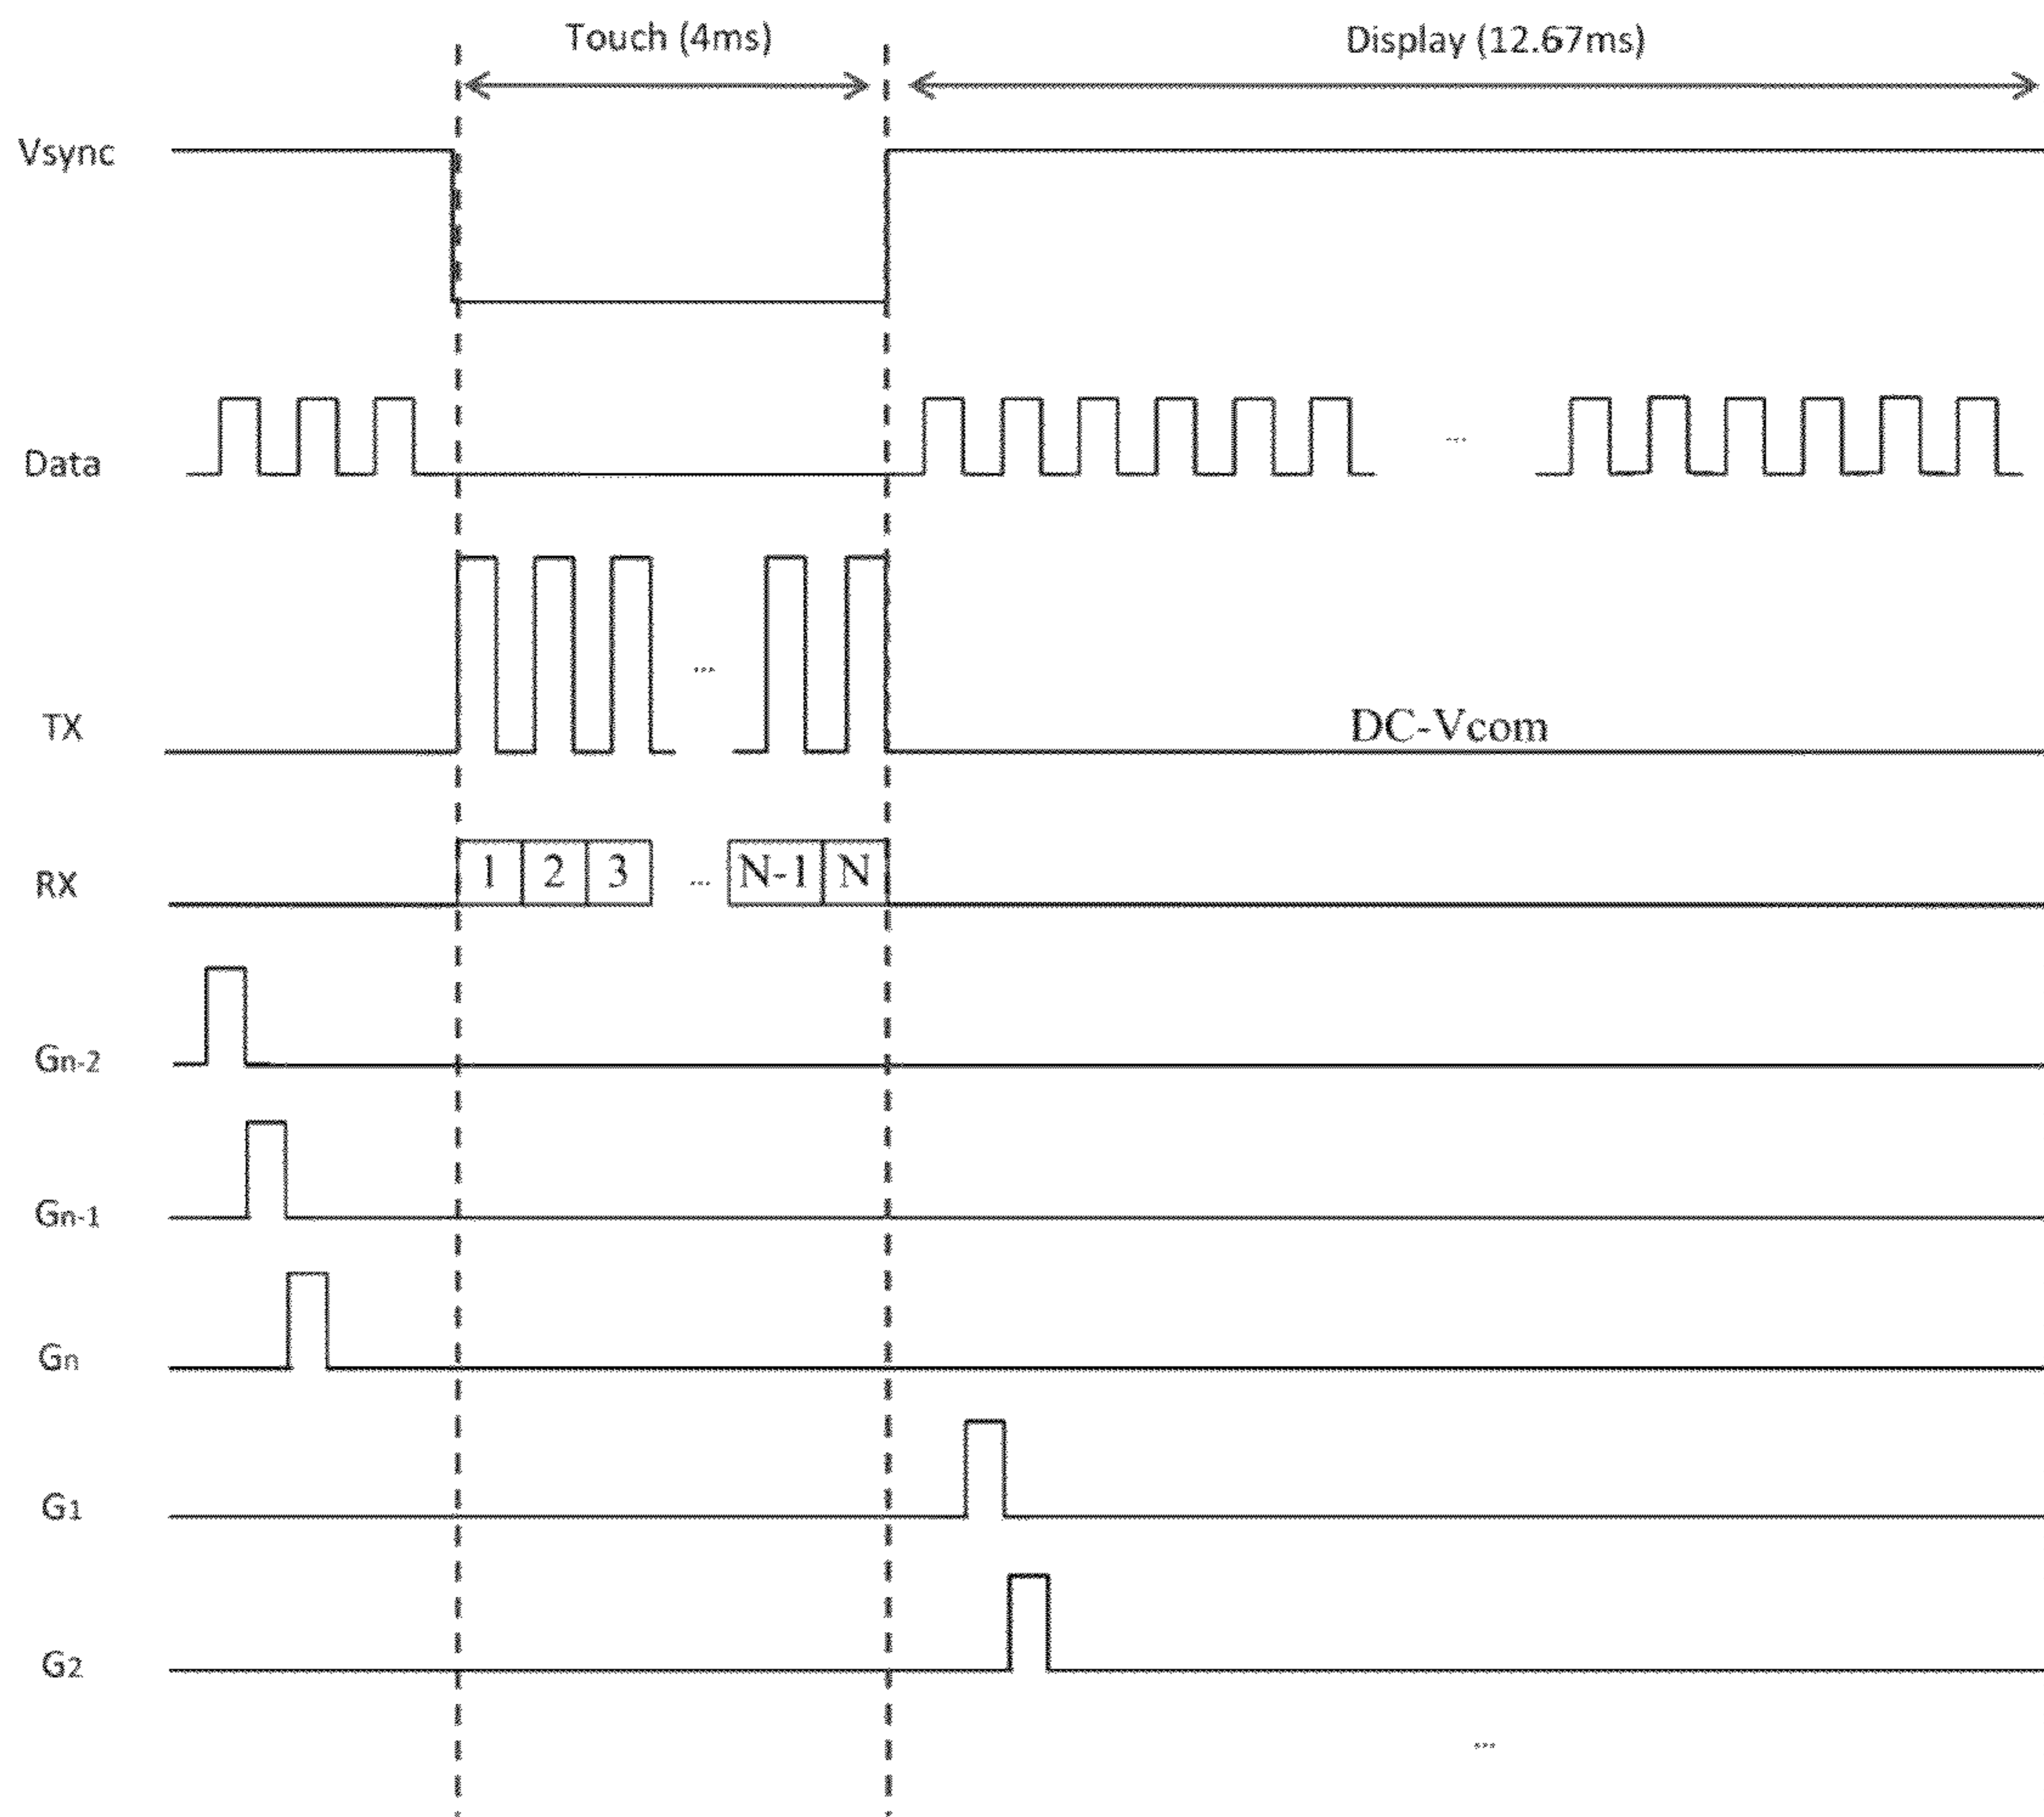 Touch (4ms)
Display (12.67ms)
Vsync
Data
...
...
TX
DC-Vcom
RX
1 2 3 ... N-1 N
Gn-2
Gn-1
Gn
G1
G2
...